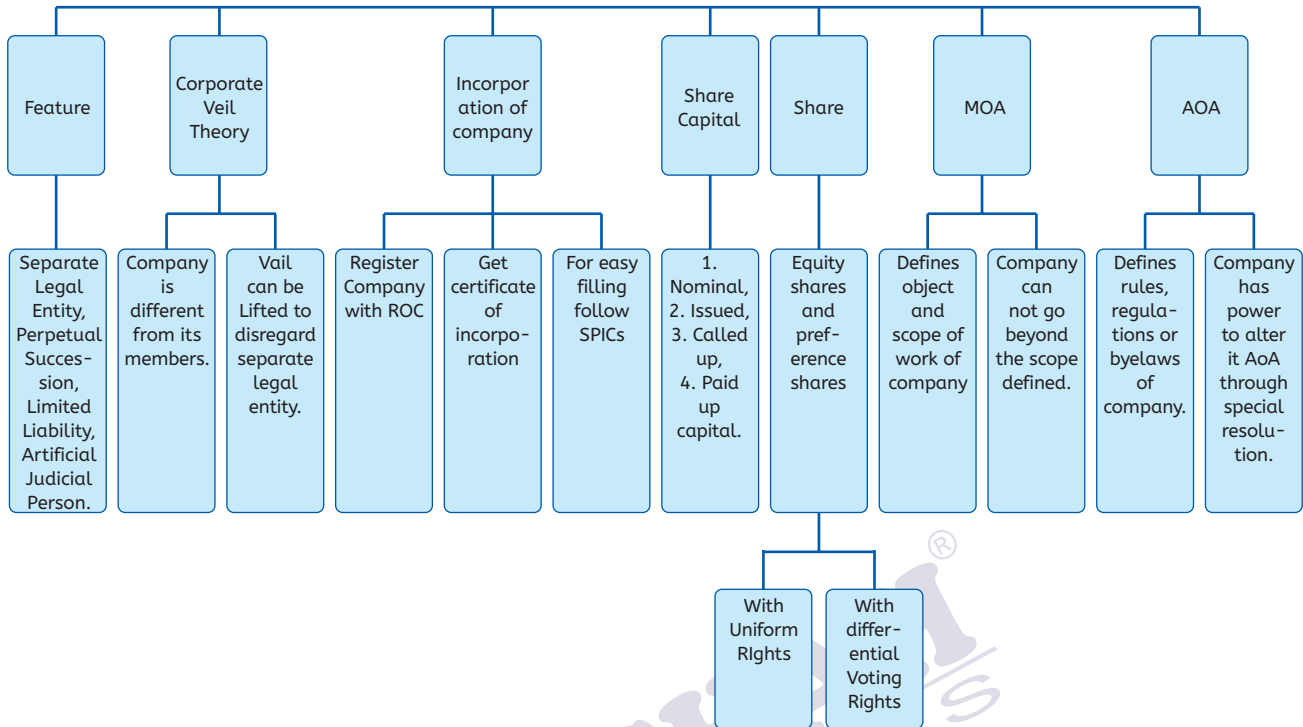 Feature
Corporate
Veil
Theory
Incorpor
ation of
company
Share
Capital
Share
MOA
AOA
Separate
Legal
Entity,
Perpetual
Succes-
sion,
Limited
Liability,
Artificial
Judicial
Person.
Company
is
different
from its
members.
Vail
can be
Lifted to
disregard
separate
legal
entity.
Register
Company
with ROC
Get
certificate
of
incorpo-
ration
For easy
filling
follow
SPICs
1.
Nominal,
2. Issued,
3. Called
up,
4. Paid
up
capital.
Equity
shares
and
pref-
erence
shares
Defines
object
and
scope of
work of
company
Company
can
not go
beyond
the scope
defined.
Defines
rules,
regula-
tions or
byelaws
of
company.
Company
has
power
to alter
it AoA
through
special
resolu-
tion.
With
Uniform
RIghts
With
differ-
ential
Voting
Rights
®